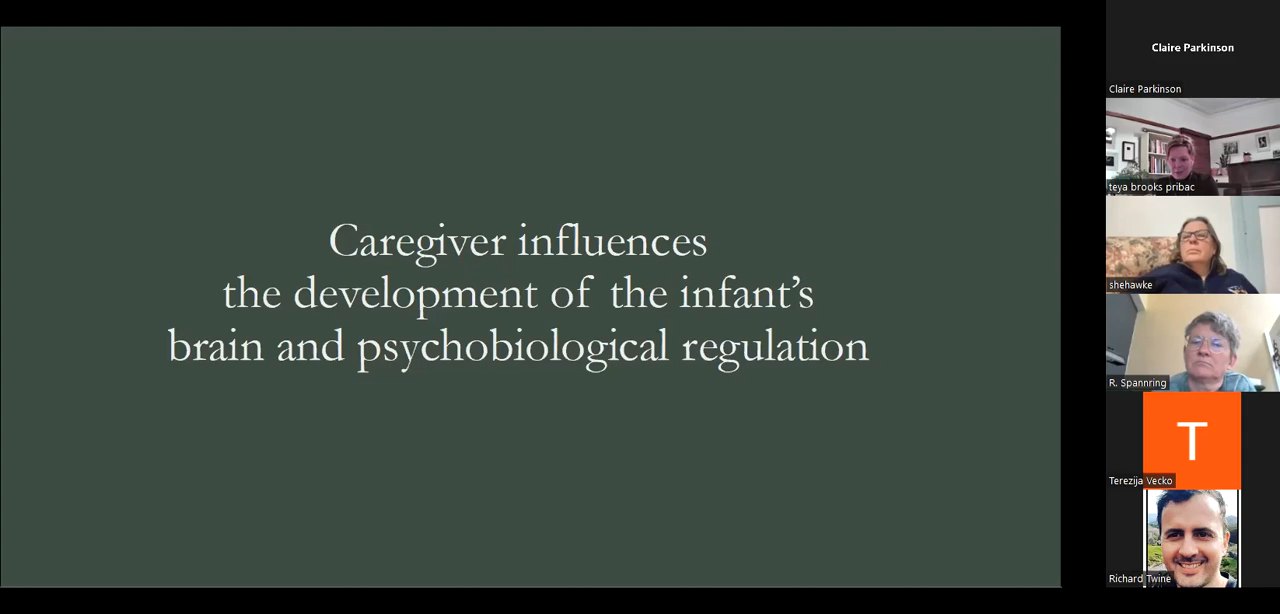 Caregiver influences
the development of the infant’s
brain and psychobiological regulation
Claire Parkinson
Claire Parkinson
teya brooks pribac
shehawke
R. Spannring
T
Terezija Vecko
Richard Twine